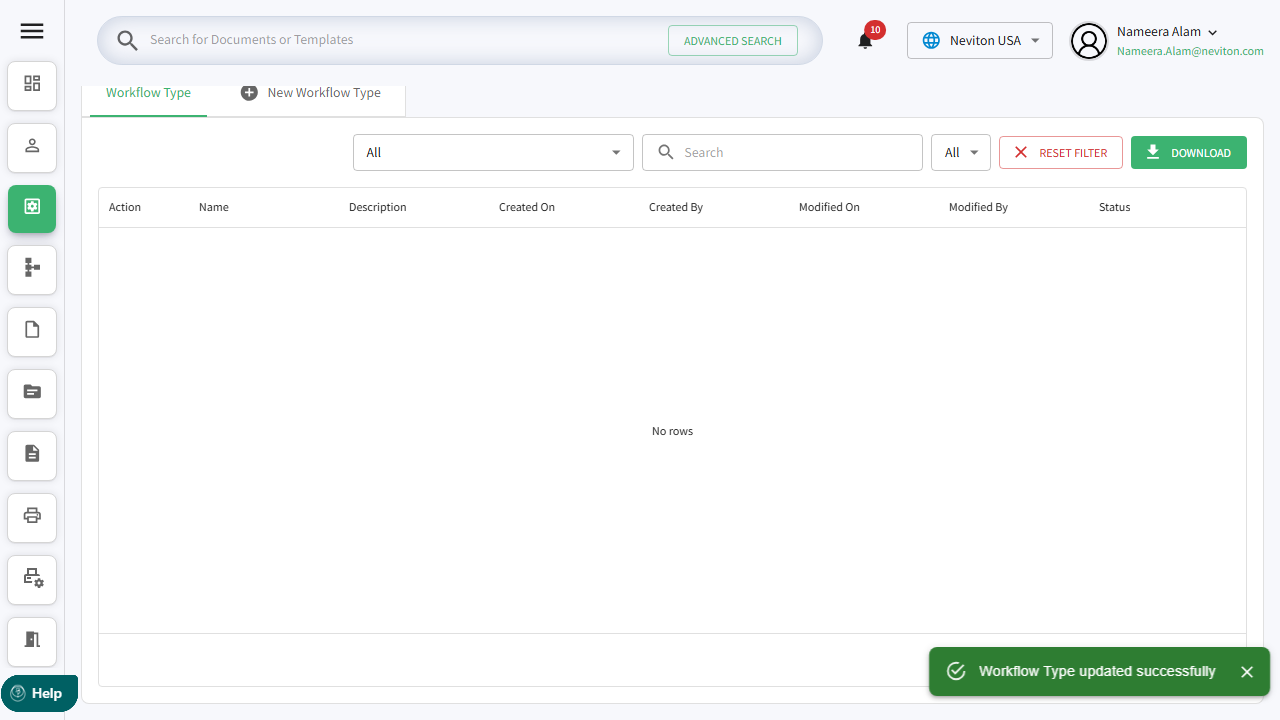 Search for Documents or Templates
ADVANCED SEARCH
10
Neviton USA
Nameera Alam
Nameera.Alam@neviton.com
Workflow Type
New Workflow Type
All
Search
All
RESET FILTER
DOWNLOAD
Action
Name
Description
Created On
Created By
Modified On
Modified By
Status
No rows
Workflow Type updated successfully
Help